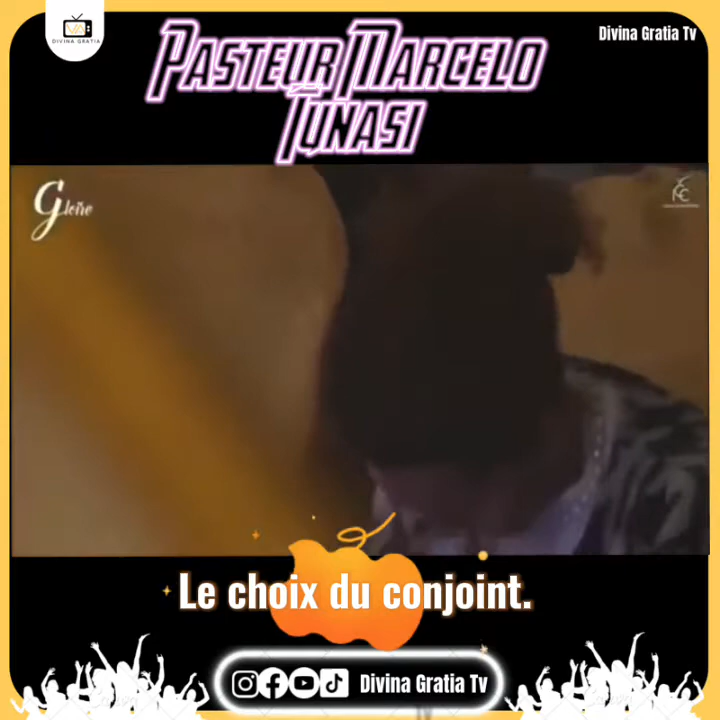 DIVINA GRATIA
Divina Gratia Tv
PASTEUR MARCELO
TUNASI
Gloire
Le choix du conjoint.
Divina Gratia Tv